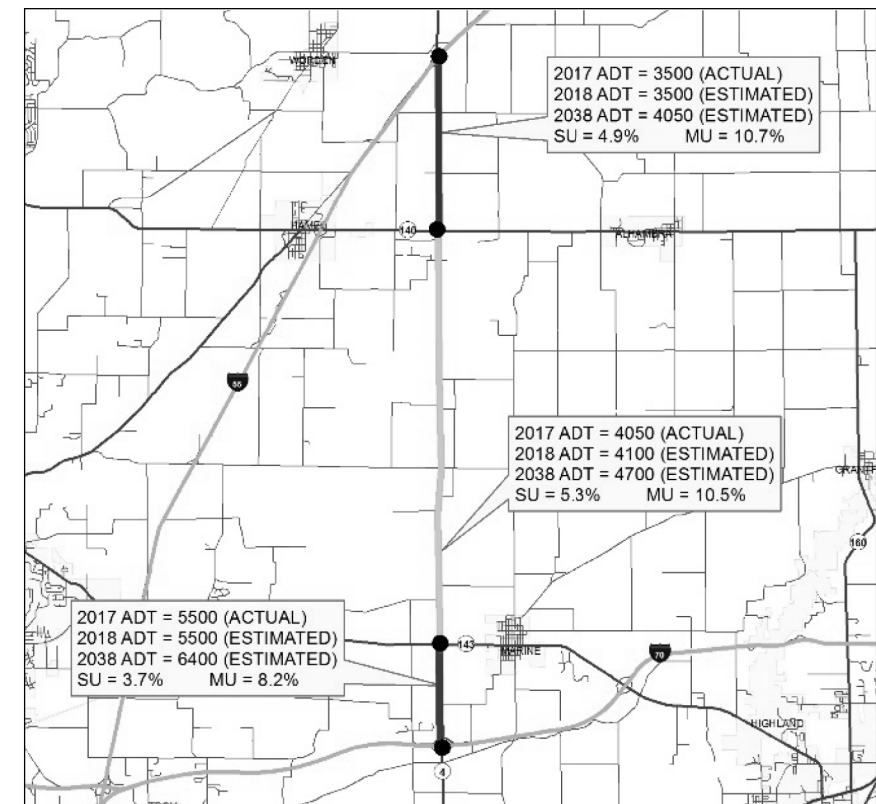 WORDEN
2017 ADT = 3500 (ACTUAL)
2018 ADT = 3500 (ESTIMATED)
2038 ADT = 4050 (ESTIMATED)
SU = 4.9% MU = 10.7%
140
ALHAMBRA
55
2017 ADT = 4050 (ACTUAL)
2018 ADT = 4100 (ESTIMATED)
2038 ADT = 4700 (ESTIMATED)
SU = 5.3% MU = 10.5%
160
2017 ADT = 5500 (ACTUAL)
2018 ADT = 5500 (ESTIMATED)
2038 ADT = 6400 (ESTIMATED)
SU = 3.7% MU = 8.2%
143
MARINE
70
HIGHLAND
4